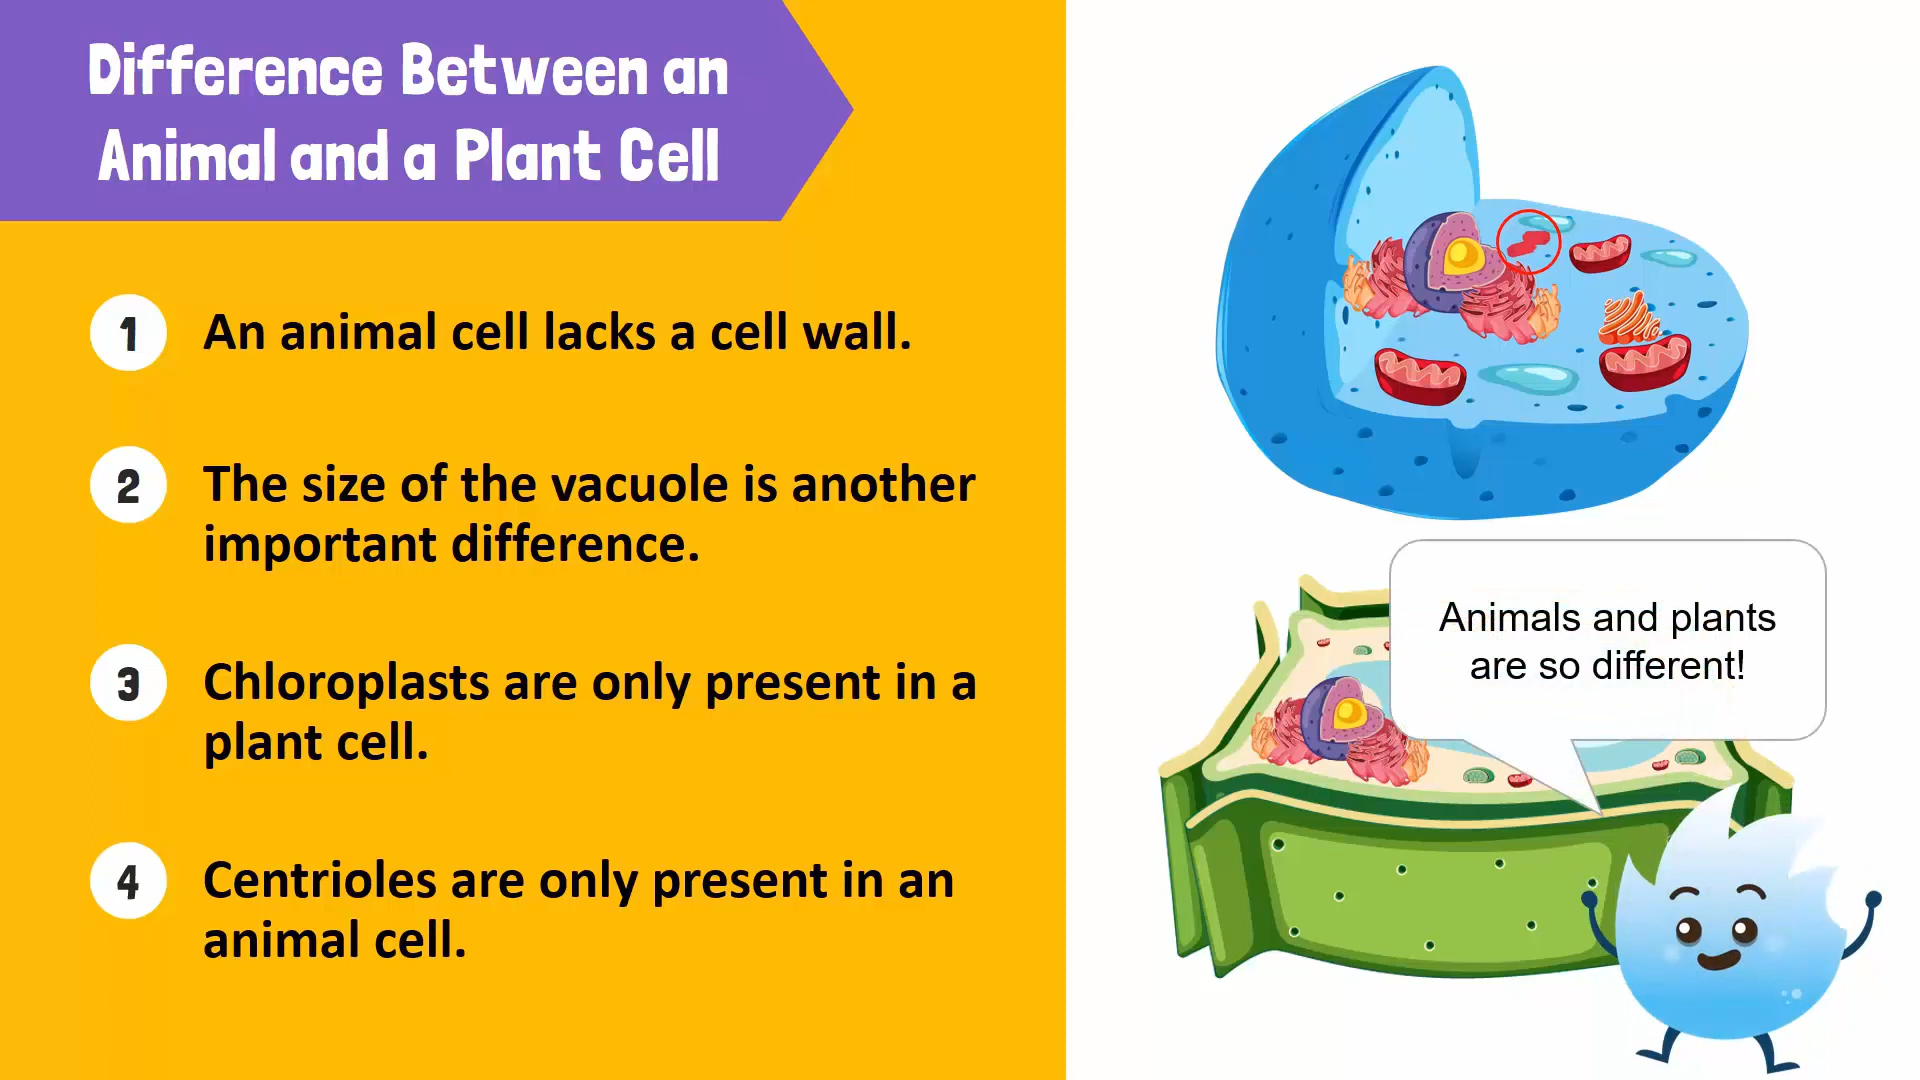 Difference Between an
Animal and a Plant Cell
1 An animal cell lacks a cell wall.
2 The size of the vacuole is another
important difference.
3 Chloroplasts are only present in a
plant cell.
4 Centrioles are only present in an
animal cell.
Animals and plants
are so different!